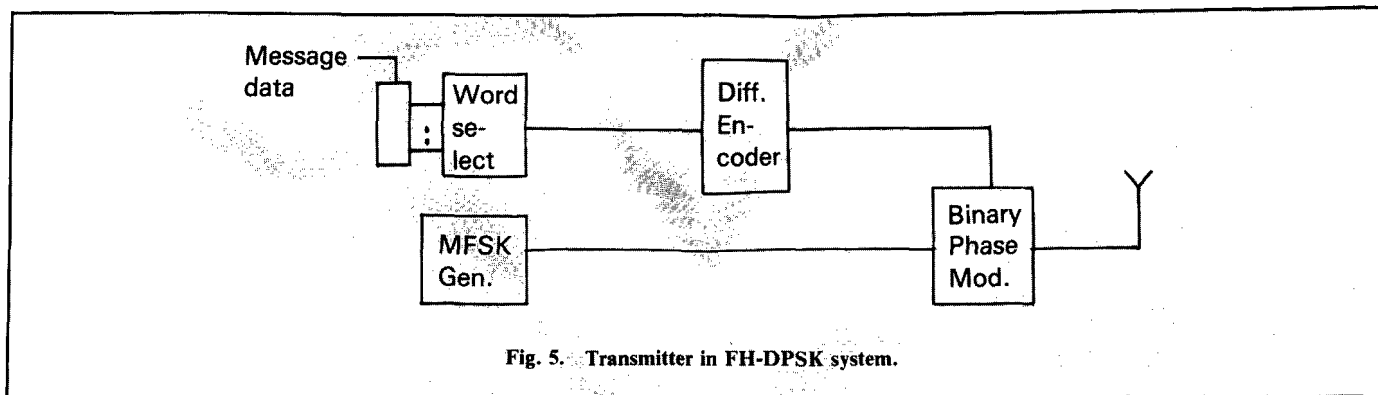 Message
data
Word
se-
lect
Diff.
En-
coder
MFSK
Gen.
Binary
Phase
Mod.
Fig. 5. Transmitter in FH-DPSK system.